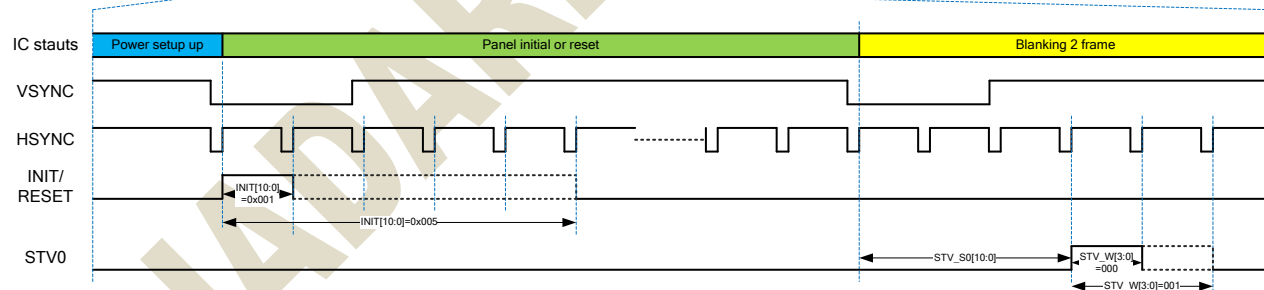 IC stauts
Power setup up
Panel initial or reset
Blanking 2 frame
VSYNC
HSYNC
INIT/
RESET
INIT[10:0]
=0x001
INIT[10:0]=0x005
STV0
STV_S0[10:0]
STV_W[3:0]
=000
STV_W[3:0]=001